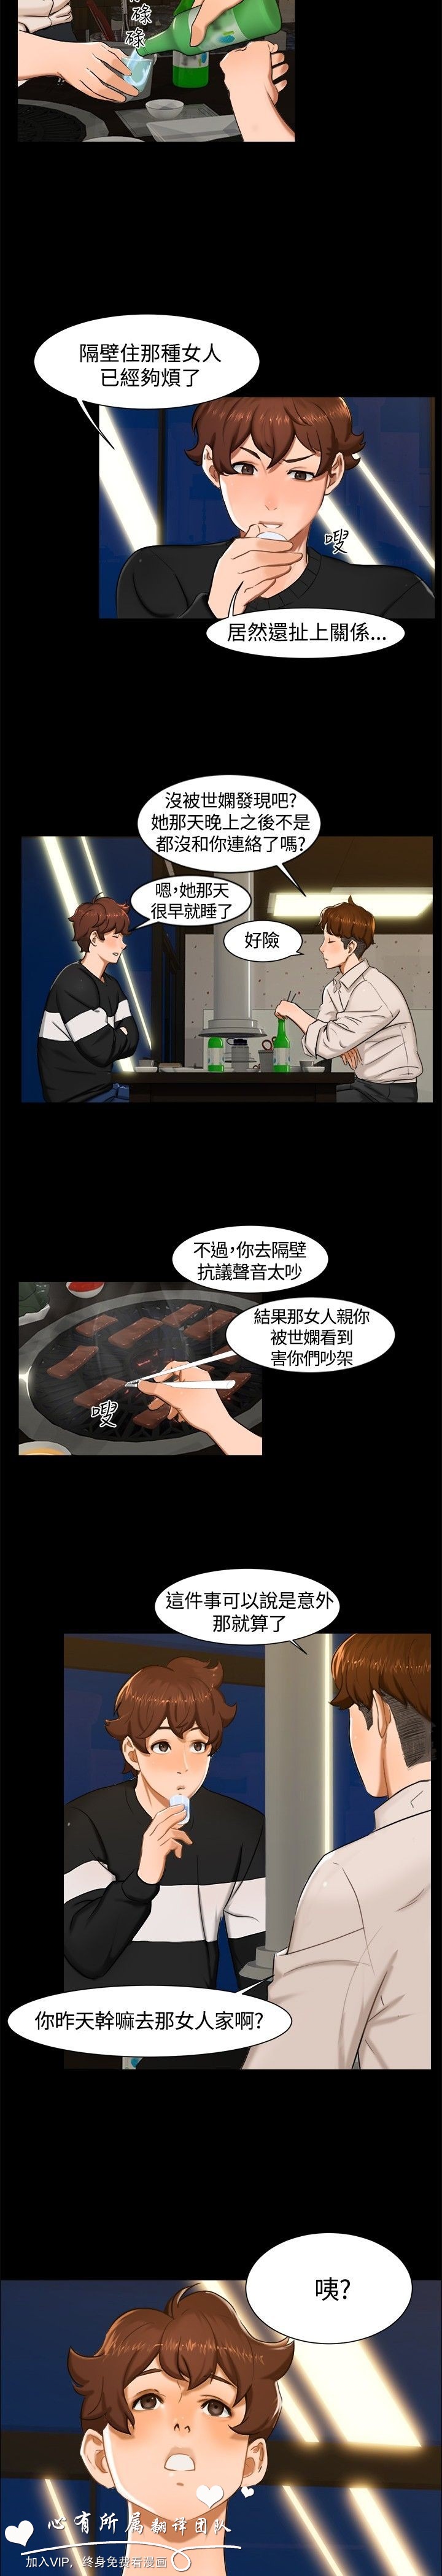 碌
碌
隔壁住那種女人
已經夠煩了
嗖
居然還扯上關係...
沒被世嫻發現吧?
她那天晚上之後不是
都沒和你連絡了嗎?
嗯,她那天
很早就睡了
好險
不過,你去隔壁
抗議聲音太吵
結果那女人親你
被世嫻看到
害你們吵架
嗖
這件事可以說是意外
那就算了
你昨天幹嘛去那女人家啊?
咦?
心有所属翻译团队
加入VIP，终身免费看漫画